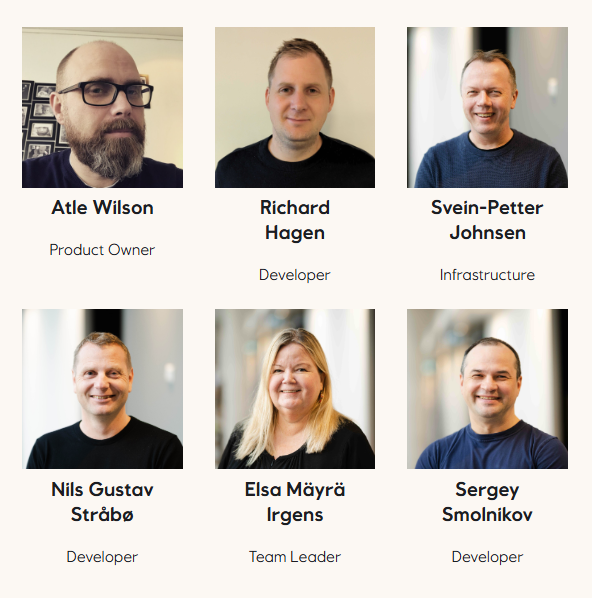 Atle Wilson
Product Owner
Richard
Hagen
Developer
Svein-Petter
Johnsen
Infrastructure
Nils Gustav
Stråbø
Developer
Elsa Mäyrä
Irgens
Team Leader
Sergey
Smolnikov
Developer